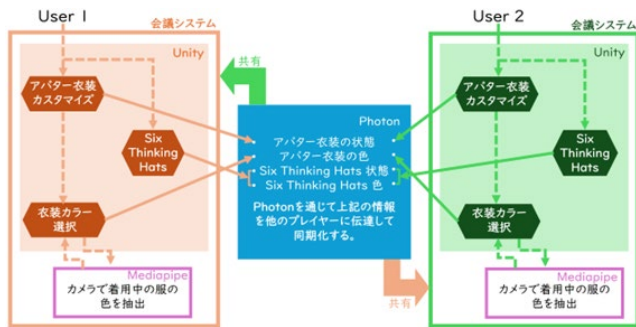 User 1
会議システム
Unity
アバター衣装
カスタマイズ
Six
Thinking
Hats
衣装カラー
選択
Mediapipe
カメラで着用中の服の
色を抽出
共有
Photon
アバター衣装の状態
アバター衣装の色
Six Thinking Hats 状態
Six Thinking Hats 色
Photonを通じて上記の情報
を他のプレイヤーに伝達して
同期化する。
共有
User 2
会議システム
Unity
アバター衣装
カスタマイズ
Six
Thinking
Hats
衣装カラー
選択
Mediapipe
カメラで着用中の服の
色を抽出